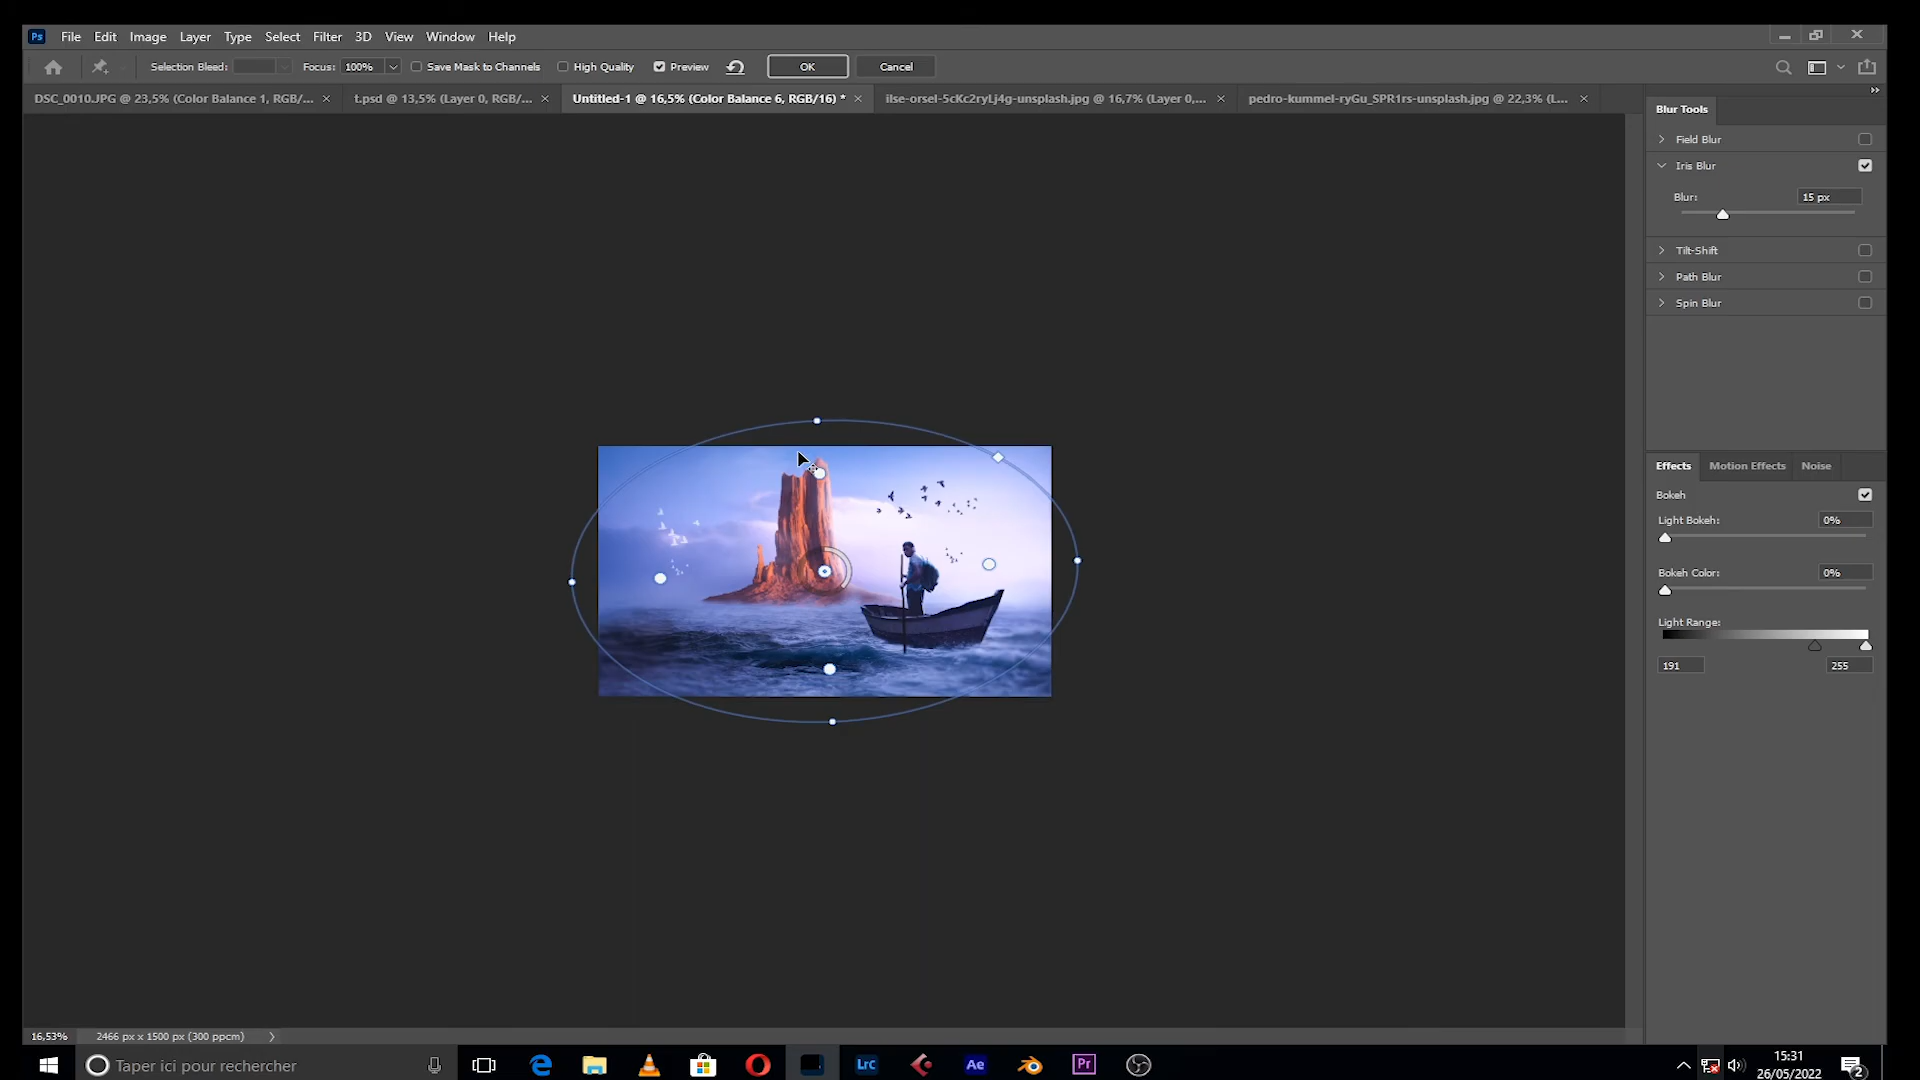 Ps File Edit Image Layer Type Select Filter 3D View Window Help
Selection Bleed: Focus: 100% Save Mask to Channels High Quality Preview OK Cancel
DSC_0010.JPG @ 23,5% (Color Balance 1, RGB/... t.psd @ 13,5% (Layer 0, RGB/... Untitled-1 @ 16,5% (Color Balance 6, RGB/16) * ilse-orsel-5cKc2ryLj4g-unsplash.jpg @ 16,7% (Layer 0,... pedro-kummel-ryGu_SPR1rs-unsplash.jpg @ 22,3% (L...
Blur Tools
Field Blur
Iris Blur
Blur: 15 px
Tilt-Shift
Path Blur
Spin Blur
Effects Motion Effects Noise
Bokeh
Light Bokeh: 0%
Bokeh Color: 0%
Light Range:
191 255
16,53% 2466 px x 1500 px (300 ppcm)
Taper ici pour rechercher
Lrc Ae Pr
15:31
26/05/2022
2